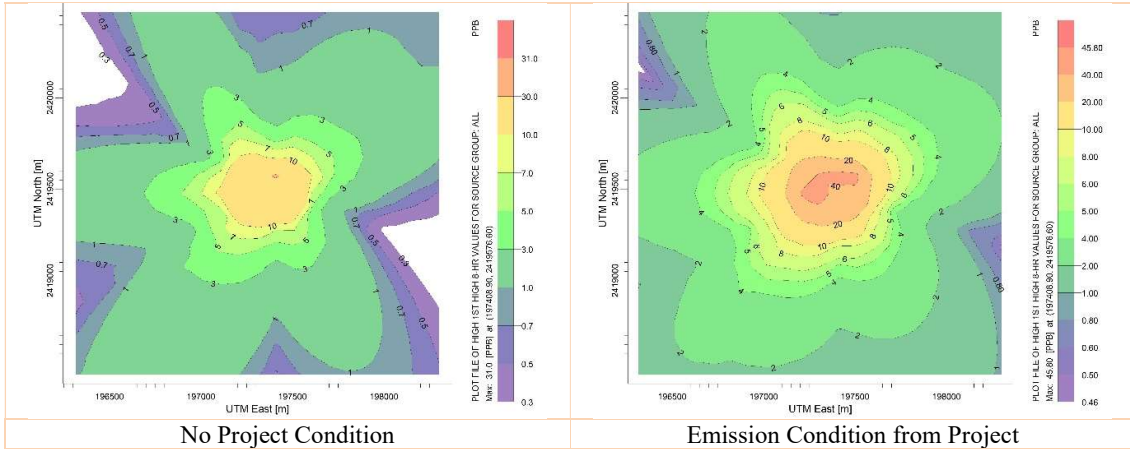 PPB
31.0
30.0
10.0
7.0
5.0
3.0
1.0
0.7
0.5
0.3
PLOT FILE OF HIGH 1ST HIGH 8-HR VALUES FOR SOURCE GROUP: ALL
Max: 31.0 [PPB] at (197408.90, 2419576.60)
UTM North [m]
2420000
2419500
2419000
196500 197000 197500 198000
UTM East [m]
No Project Condition
PPB
45.80
40.00
20.00
10.00
8.00
6.00
5.00
4.00
2.00
1.00
0.80
0.60
0.50
0.46
PLOT FILE OF HIGH 1ST HIGH 8-HR VALUES FOR SOURCE GROUP: ALL
Max: 45.80 [PPB] at (197408.90, 2419576.60)
UTM North [m]
2420000
2419500
2419000
196500 197000 197500 198000
UTM East [m]
Emission Condition from Project